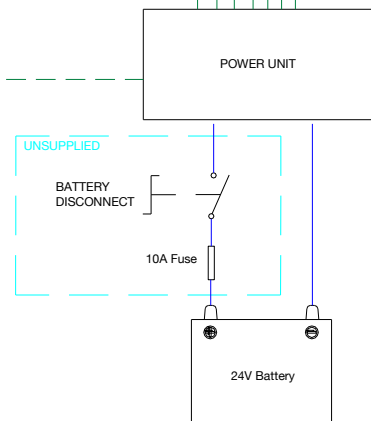 POWER UNIT
UNSUPPLIED
BATTERY
DISCONNECT
10A Fuse
24V Battery